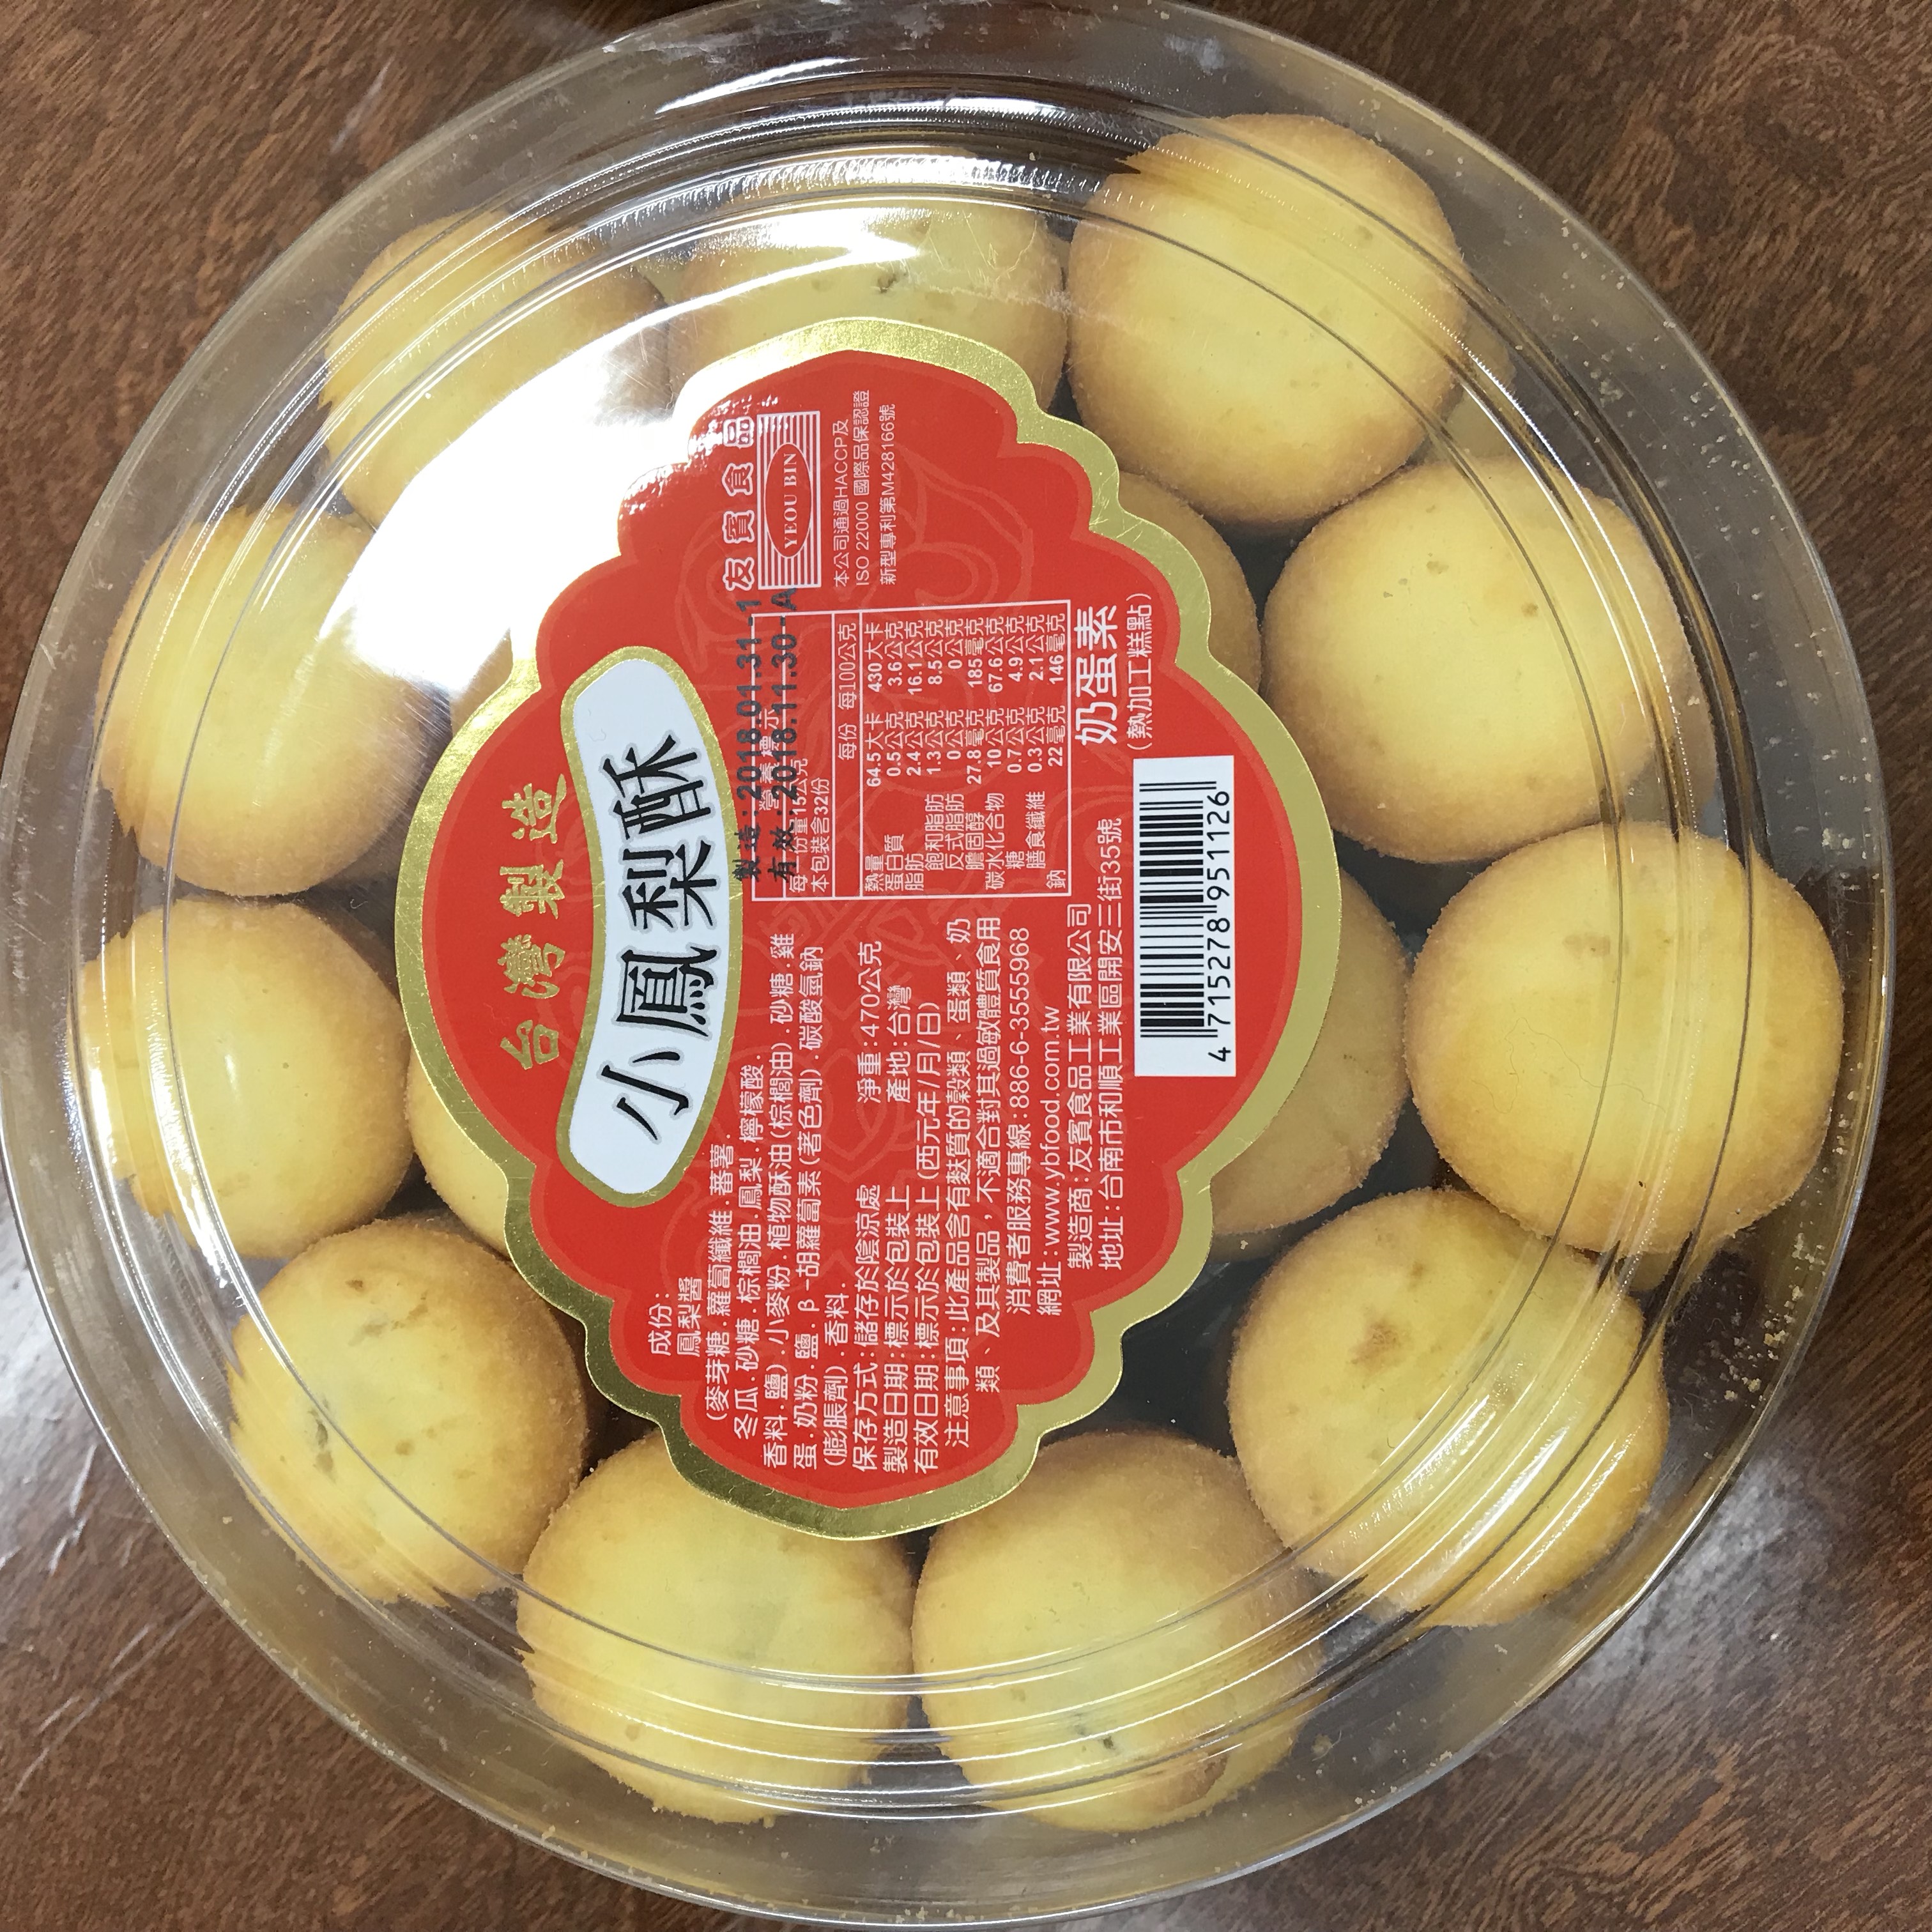 台灣製造
小鳳梨酥
友賓食品
YEOU BIN
本公司通過HACCP及
ISO 22000 國際品保認證
新型專利第M428166號
製造:2018.01.31-1
有效:2018.11.30-A
營養標示
每一份量15公克
本包裝含32份
每份 每100公克
熱量 64.5大卡 430大卡
蛋白質 0.5公克 3.6公克
脂肪 2.4公克 16.1公克
飽和脂肪 1.3公克 8.5公克
反式脂肪 0公克 0公克
膽固醇 27.8毫克 185毫克
碳水化合物 10公克 67.6公克
糖 0.7公克 4.9公克
膳食纖維 0.3公克 2.1公克
鈉 22毫克 146毫克
奶蛋素
(熱加工糕點)
成份:
鳳梨醬
(麥芽糖.蘿蔔纖維.蕃薯.
冬瓜.砂糖.棕櫚油.鳳梨.檸檬酸.
香料.鹽).小麥粉.植物酥油(棕櫚油).砂糖.雞
蛋.奶粉.鹽.β-胡蘿蔔素(著色劑).碳酸氫鈉
(膨脹劑).香料.
保存方式:儲存於陰涼處 淨重:470公克
製造日期:標示於包裝上 產地:台灣
有效日期:標示於包裝上(西元年/月/日)
注意事項:此產品含有麩質的穀類、蛋類、奶
類、及其製品,不適合對其過敏體質食用
消費者服務專線:886-6-3555968
網址:www.ybfood.com.tw
製造商:友賓食品工業有限公司
地址:台南市和順工業區開安三街35號
4 715278 951126